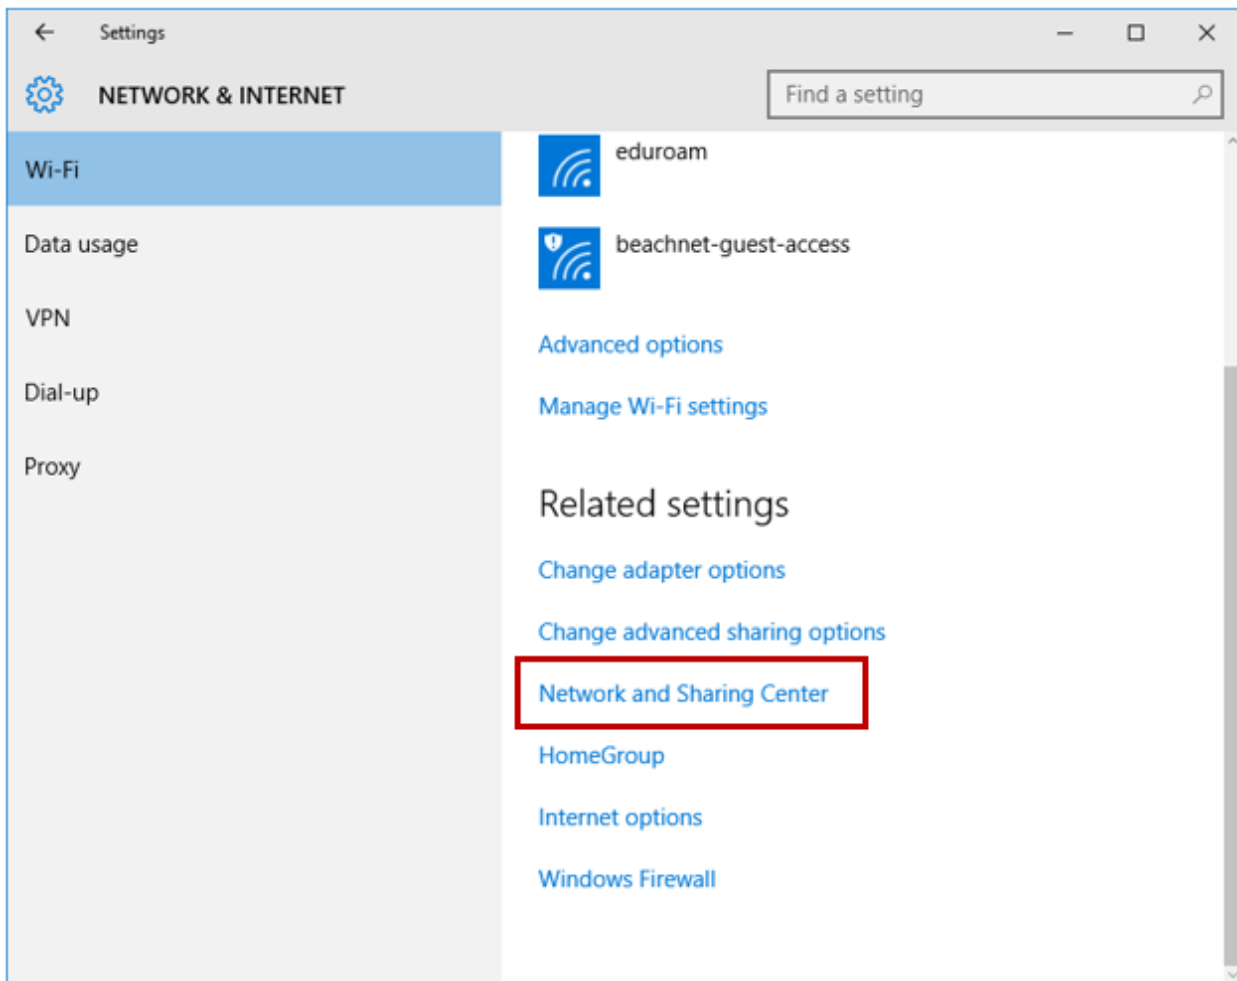 Settings
NETWORK & INTERNET
Find a setting
Wi-Fi
Data usage
VPN
Dial-up
Proxy
eduroam
beachnet-guest-access
Advanced options
Manage Wi-Fi settings
Related settings
Change adapter options
Change advanced sharing options
Network and Sharing Center
HomeGroup
Internet options
Windows Firewall